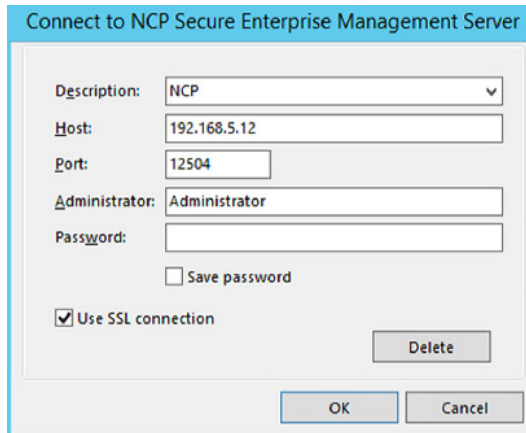 Connect to NCP Secure Enterprise Management Server
Description: NCP
Host: 192.168.5.12
Port: 12504
Administrator: Administrator
Password:
Save password
Use SSL connection
Delete
OK Cancel